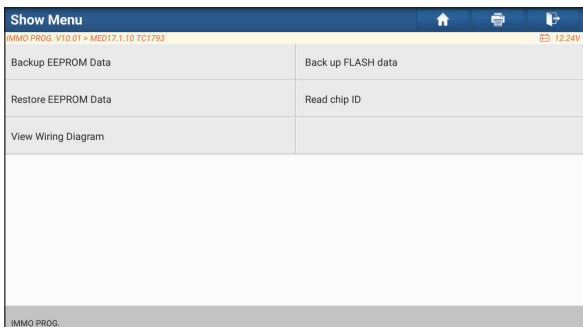 Show Menu
IMMO PROG. V10.01 > MED17.1.10 TC1793
12.24V
Backup EEPROM Data
Back up FLASH data
Restore EEPROM Data
Read chip ID
View Wiring Diagram
IMMO PROG.